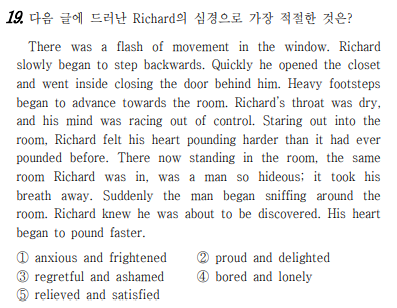 19. 다음 글에 드러난 Richard의 심경으로 가장 적절한 것은?
There was a flash of movement in the window. Richard
slowly began to step backwards. Quickly he opened the closet
and went inside closing the door behind him. Heavy footsteps
began to advance towards the room. Richard's throat was dry,
and his mind was racing out of control. Staring out into the
room, Richard felt his heart pounding harder than it had ever
pounded before. There now standing in the room, the same
room Richard was in, was a man so hideous; it took his
breath away. Suddenly the man began sniffing around the
room. Richard knew he was about to be discovered. His heart
began to pound faster.
① anxious and frightened ② proud and delighted
③ regretful and ashamed ④ bored and lonely
⑤ relieved and satisfied